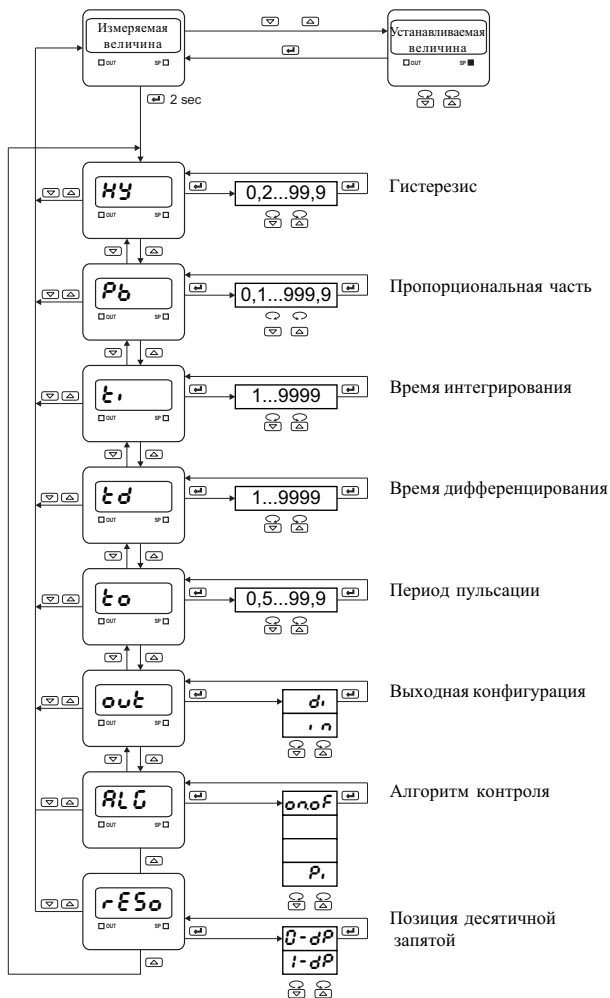 Измеряемая
величина
OUT SP
Устанавливаемая
величина
OUT SP
2 sec
HY
OUT SP
0,2...99,9
Гистерезис
Pb
OUT SP
0,1...999,9
Пропорциональная часть
ti
OUT SP
1...9999
Время интегрирования
td
OUT SP
1...9999
Время дифференцирования
to
OUT SP
0,5...99,9
Период пульсации
out
OUT SP
di
in
Выходная конфигурация
ALG
OUT SP
on.oF
Pi
Алгоритм контроля
rESo
OUT SP
0-dP
1-dP
Позиция десятичной
запятой